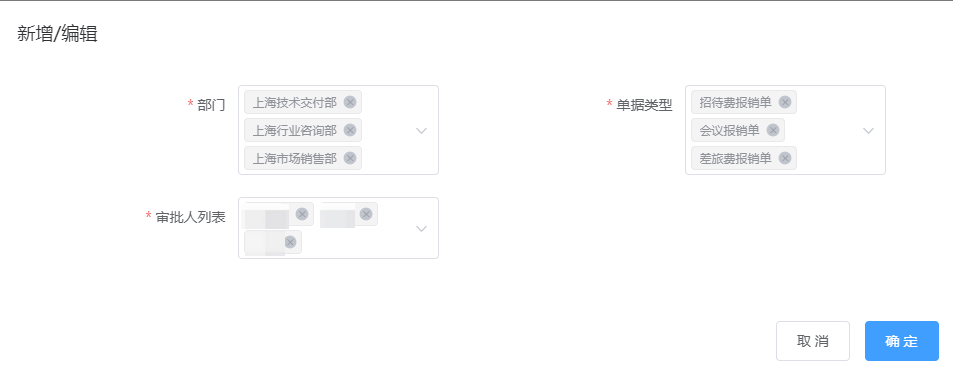 新增/编辑
* 部门
上海技术交付部
上海行业咨询部
上海市场销售部
* 单据类型
招待费报销单
会议报销单
差旅费报销单
* 审批人列表
取消
确定